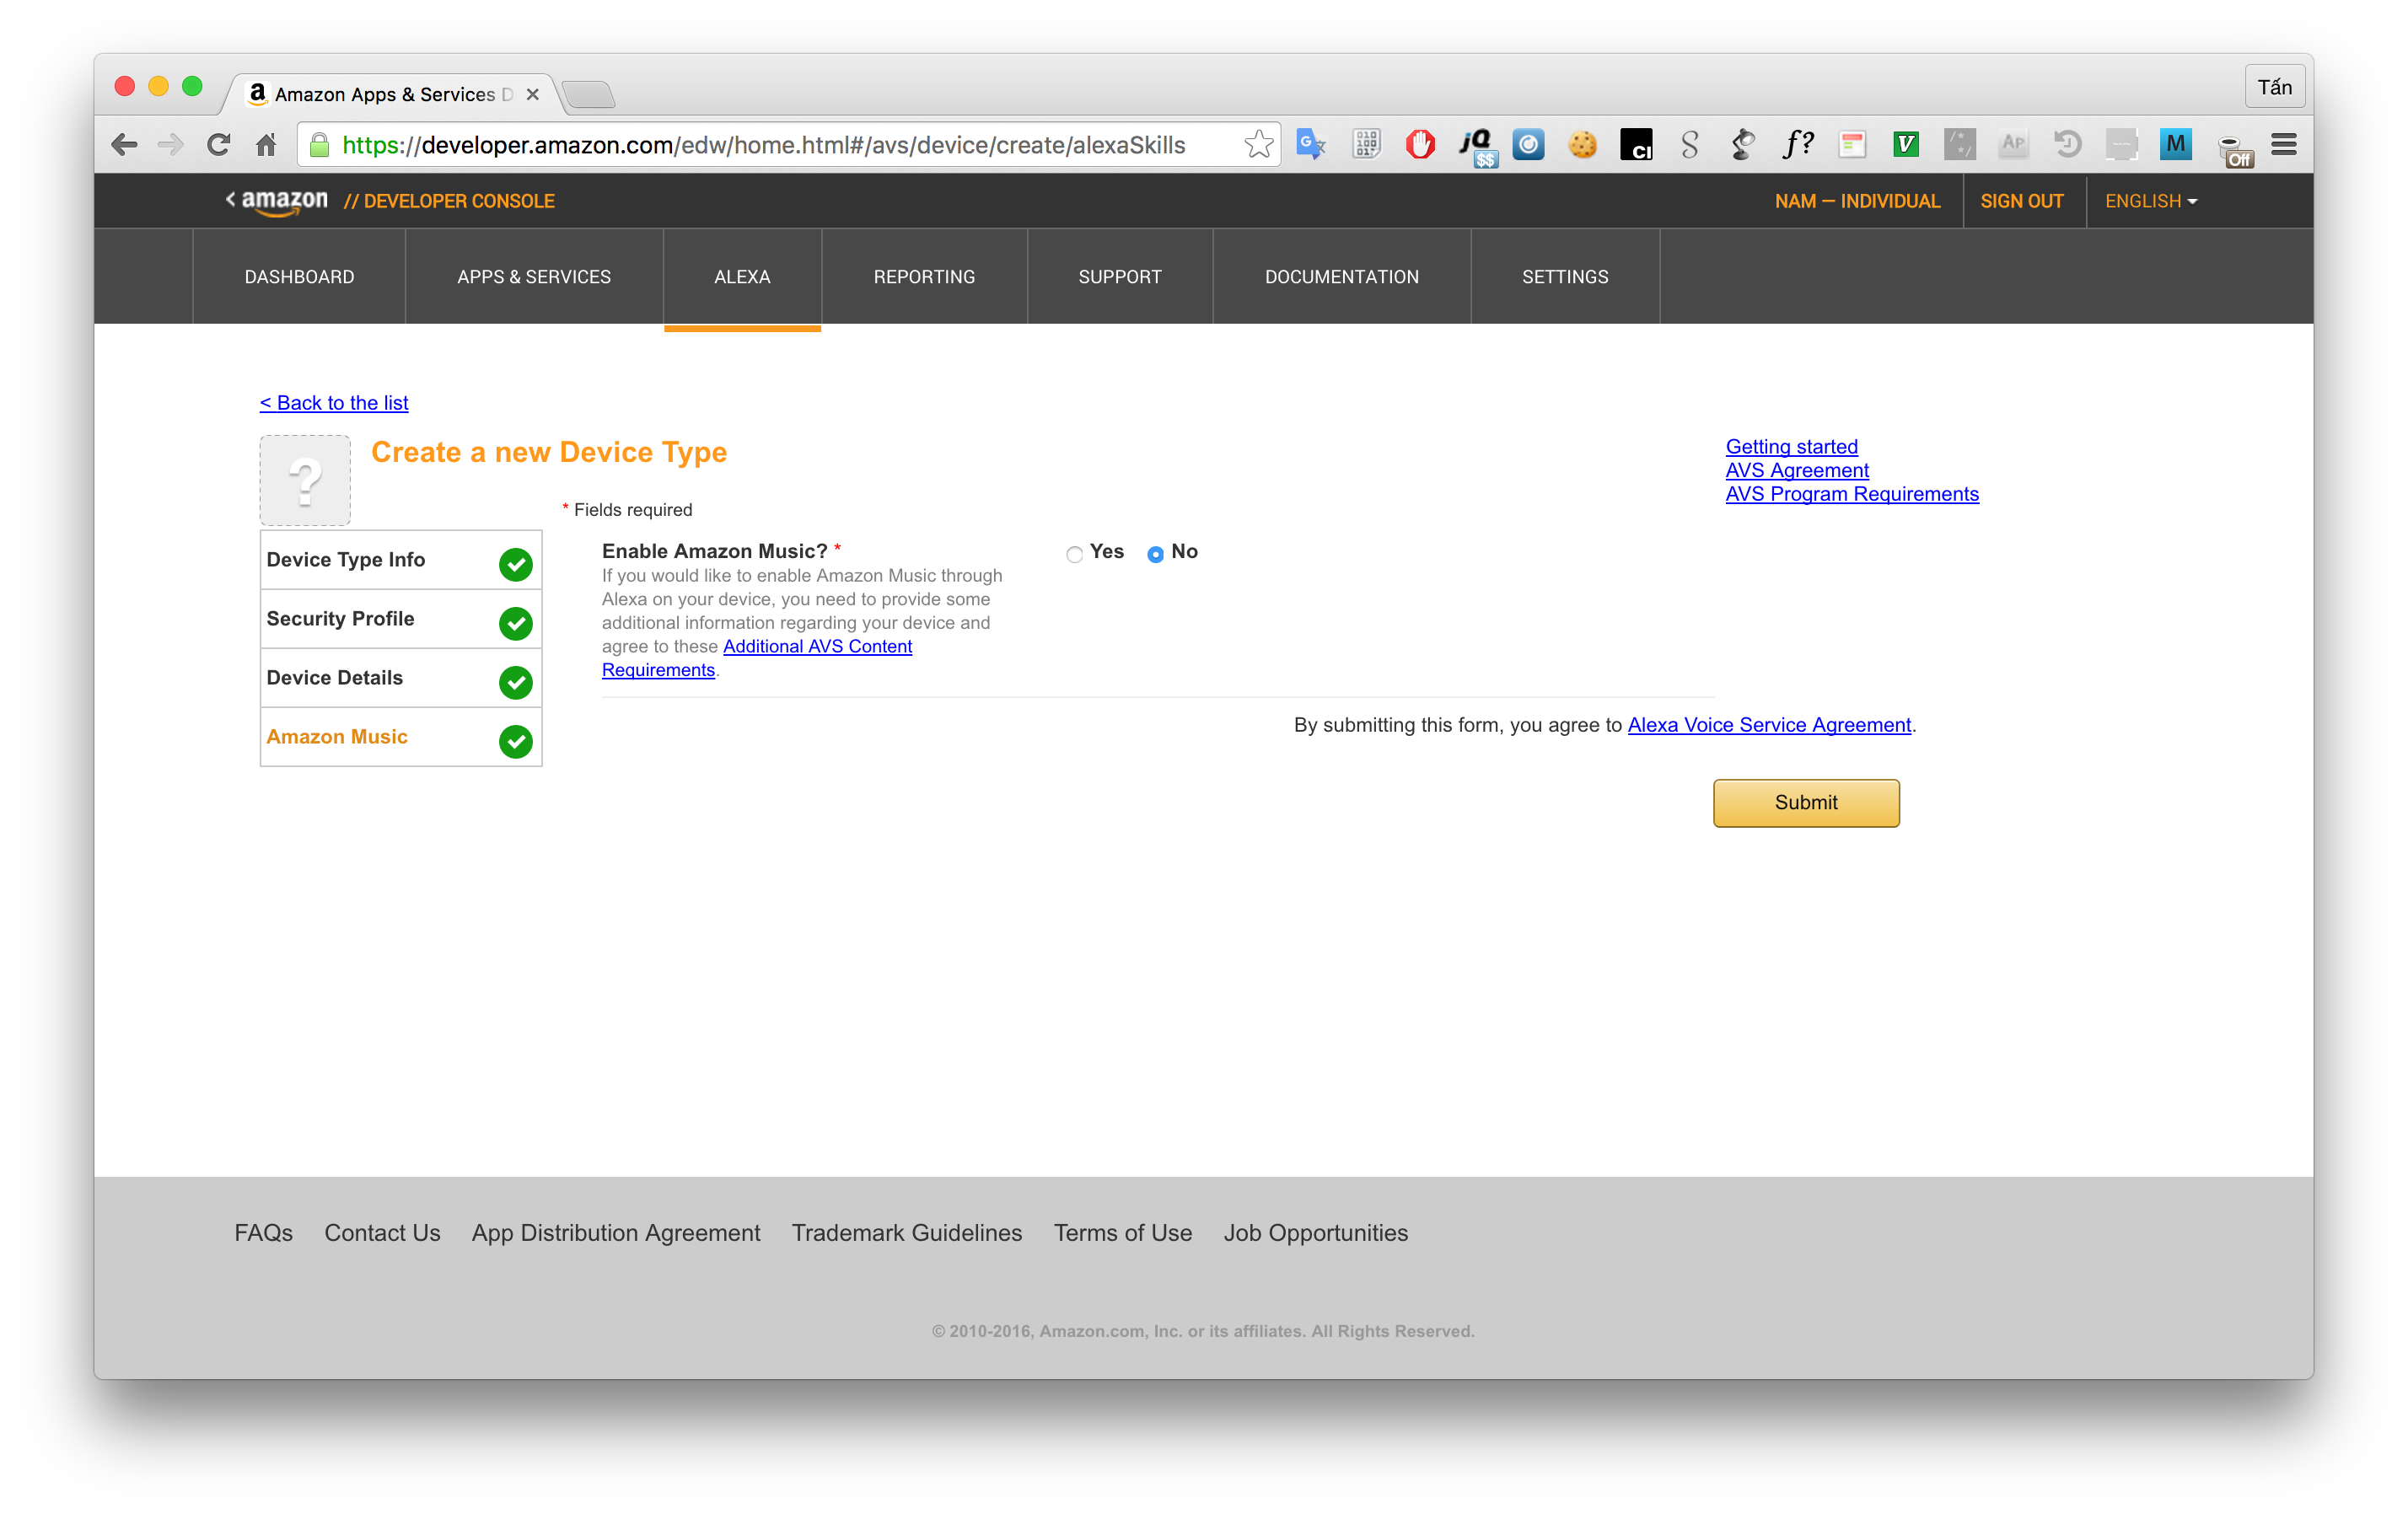 Amazon Apps & Services D
Tấn
https://developer.amazon.com/edw/home.html#/avs/device/create/alexaSkills
jQ
$$
CI
S
f?
V
AP
M
Off
< amazon // DEVELOPER CONSOLE
NAM — INDIVIDUAL
SIGN OUT
ENGLISH
DASHBOARD
APPS & SERVICES
ALEXA
REPORTING
SUPPORT
DOCUMENTATION
SETTINGS
< Back to the list
?
Create a new Device Type
Getting started
AVS Agreement
AVS Program Requirements
* Fields required
Device Type Info
Security Profile
Device Details
Amazon Music
Enable Amazon Music? *
Yes
No
If you would like to enable Amazon Music through
Alexa on your device, you need to provide some
additional information regarding your device and
agree to these Additional AVS Content
Requirements.
By submitting this form, you agree to Alexa Voice Service Agreement.
Submit
FAQs
Contact Us
App Distribution Agreement
Trademark Guidelines
Terms of Use
Job Opportunities
© 2010-2016, Amazon.com, Inc. or its affiliates. All Rights Reserved.